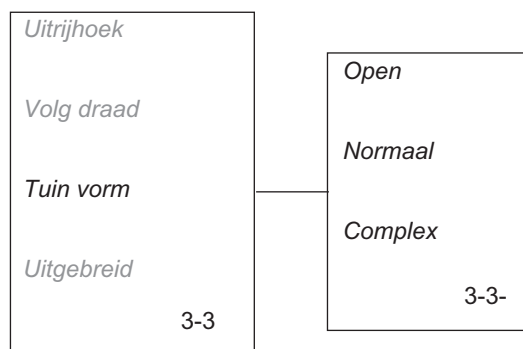 Uitrijhoek
Volg draad
Tuin vorm
Uitgebreid
3-3
Open
Normaal
Complex
3-3-